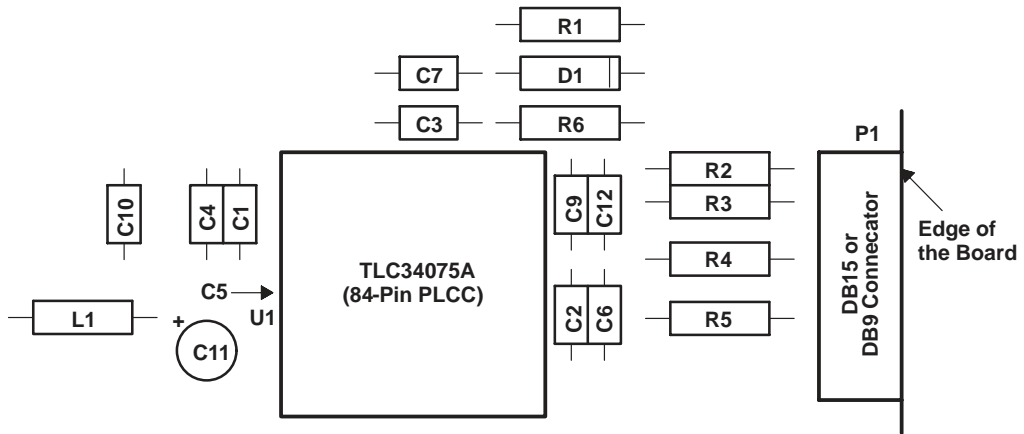 R1
C7
D1
C3
R6
P1
C10
C4
C1
C9
C12
R2
R3
R4
R5
TLC34075A
(84-Pin PLCC)
C5
U1
L1
+
C11
C2
C6
DB15 or
DB9 Connecator
Edge of
the Board